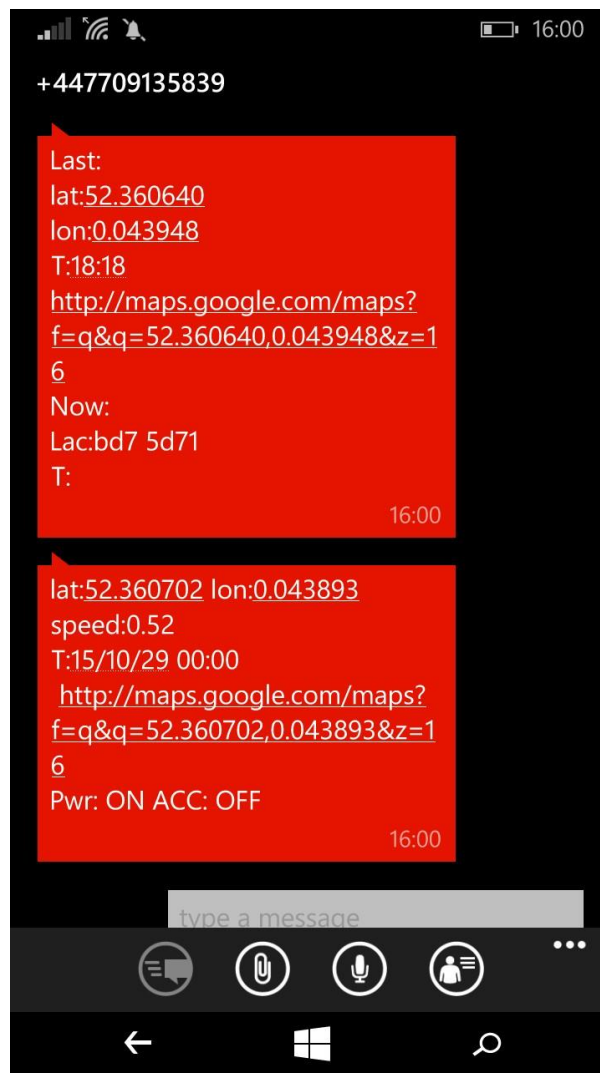 16:00
+447709135839
Last:
lat:52.360640
lon:0.043948
T:18:18
http://maps.google.com/maps?
f=q&q=52.360640,0.043948&z=1
6
Now:
Lac:bd7 5d71
T:
16:00
lat:52.360702 lon:0.043893
speed:0.52
T:15/10/29 00:00
http://maps.google.com/maps?
f=q&q=52.360702,0.043893&z=1
6
Pwr: ON ACC: OFF
16:00
type a message